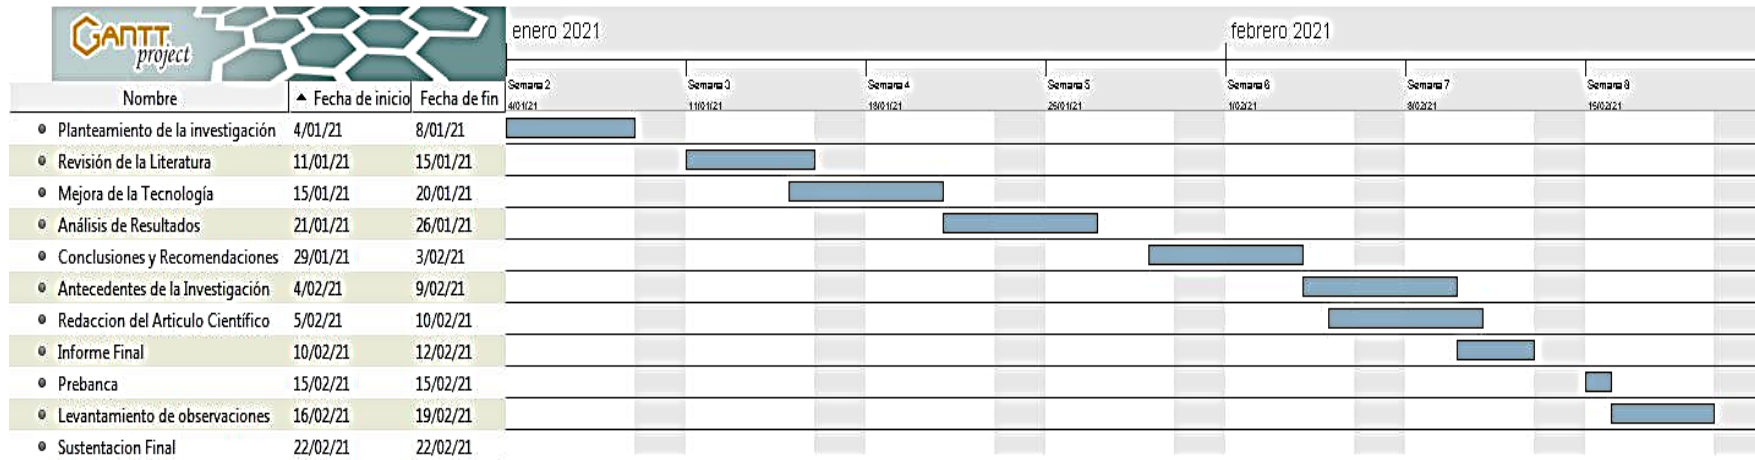 GANTT
project
enero 2021
febrero 2021
Semana 2
Semana 3
Semana 4
Semana 5
Semana 6
Semana 7
Semana 8
4/01/21
11/01/21
18/01/21
25/01/21
1/02/21
8/02/21
15/02/21
Nombre Fecha de inicio Fecha de fin
Planteamiento de la investigación 4/01/21 8/01/21
Revisión de la Literatura 11/01/21 15/01/21
Mejora de la Tecnología 15/01/21 20/01/21
Análisis de Resultados 21/01/21 26/01/21
Conclusiones y Recomendaciones 29/01/21 3/02/21
Antecedentes de la Investigación 4/02/21 9/02/21
Redaccion del Articulo Científico 5/02/21 10/02/21
Informe Final 10/02/21 12/02/21
Prebanca 15/02/21 15/02/21
Levantamiento de observaciones 16/02/21 19/02/21
Sustentacion Final 22/02/21 22/02/21